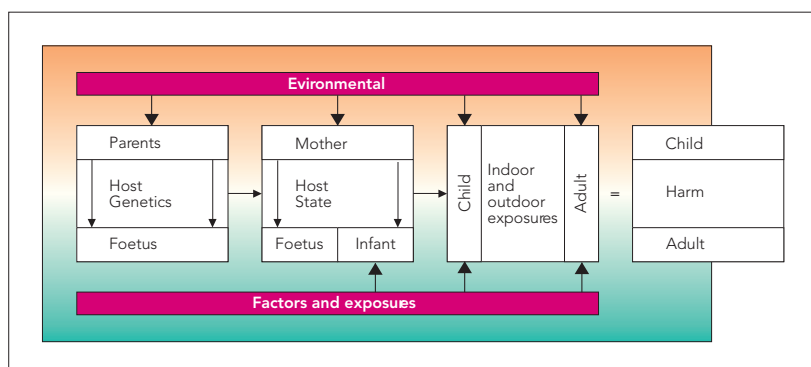 Evironmental
Parents
Host
Genetics
Foetus
Mother
Host
State
Foetus
Infant
Child
Indoor
and
outdoor
exposures
Adult
=
Child
Harm
Adult
Factors and exposures